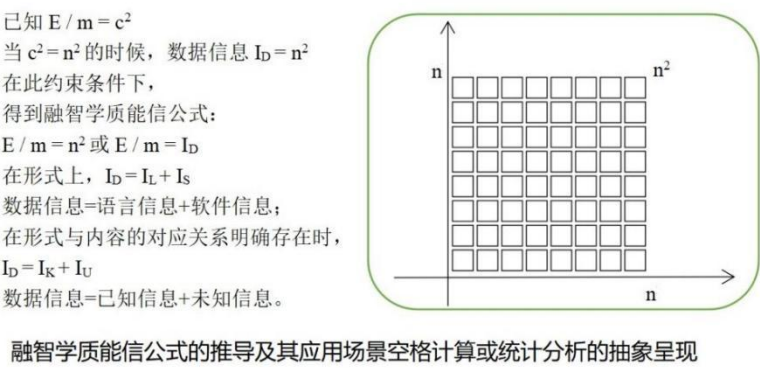 已知 E / m = c²
当 c² = n² 的时候，数据信息 I_D = n²
在此约束条件下，
得到融智学质能信公式：
E / m = n² 或 E / m = I_D
在形式上，I_D = I_L + I_S
数据信息=语言信息+软件信息；
在形式与内容的对应关系明确存在时，
I_D = I_K + I_U
数据信息=已知信息+未知信息。
n
n²
n
融智学质能信公式的推导及其应用场景空格计算或统计分析的抽象呈现